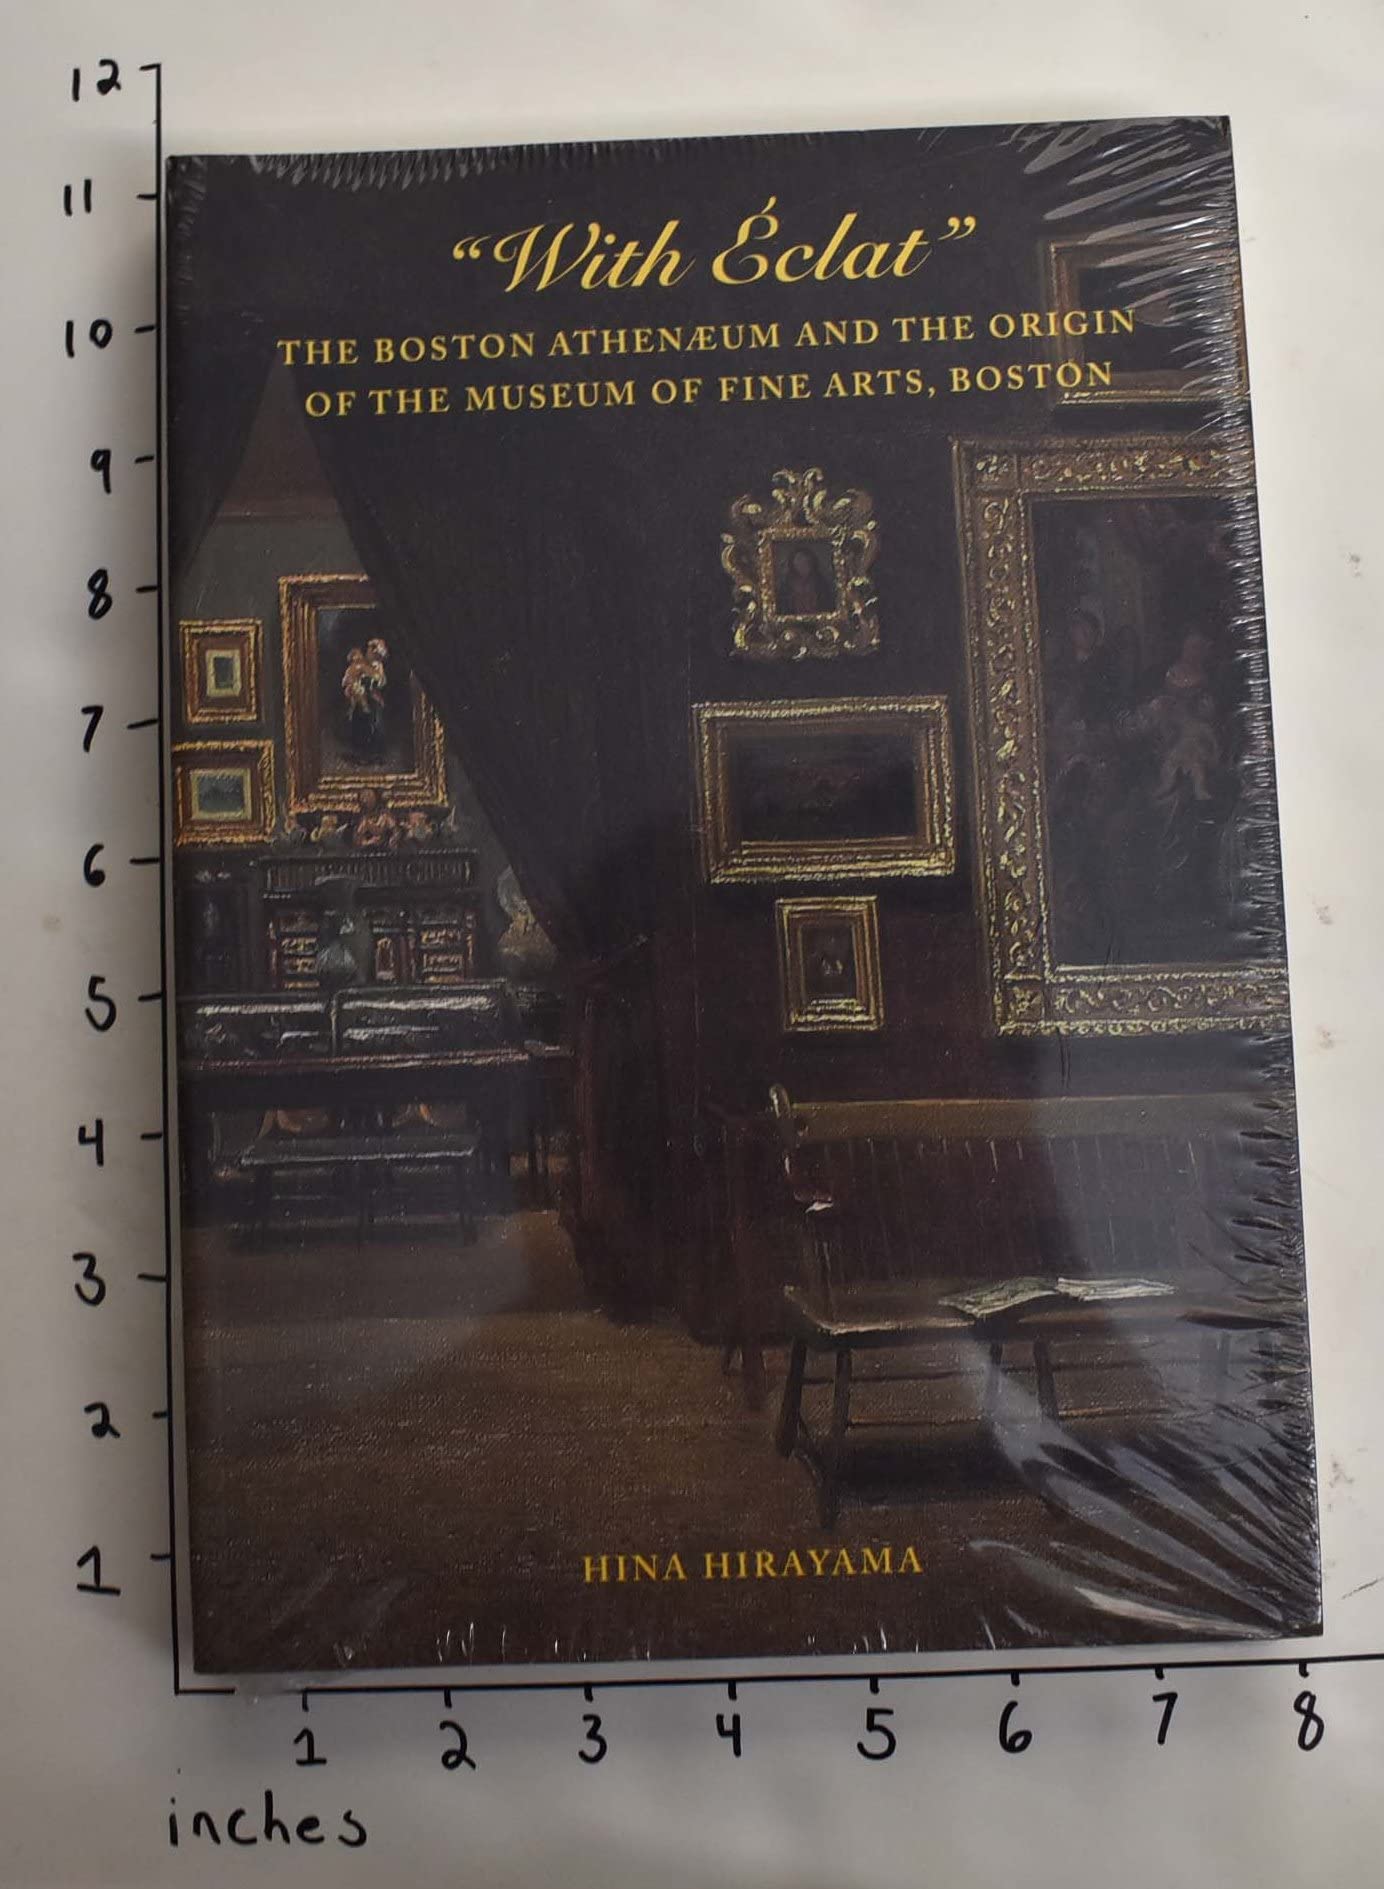 12
11
10
9
8
7
6
5
4
3
2
1
“With Éclat”
THE BOSTON ATHENÆUM AND THE ORIGIN
OF THE MUSEUM OF FINE ARTS, BOSTON
HINA HIRAYAMA
1 2 3 4 5 6 7 8
inches